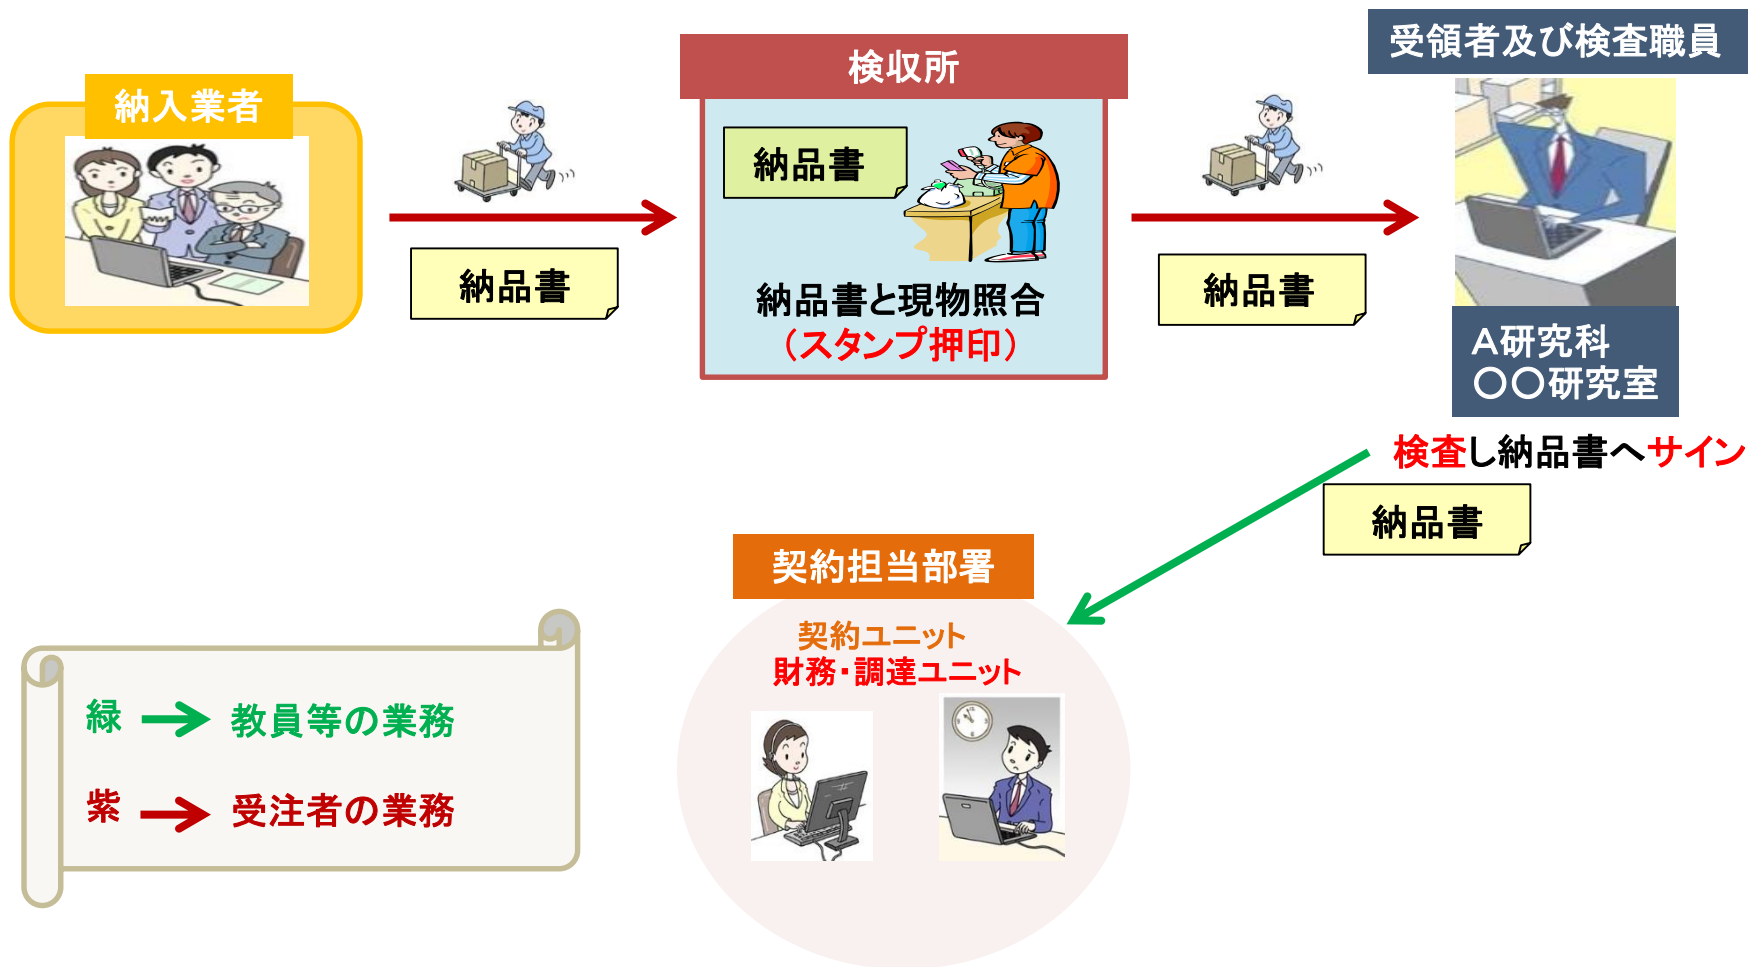 納入業者
納品書
検収所
納品書
納品書と現物照合
（スタンプ押印）
納品書
受領者及び検査職員
A研究科
〇〇研究室
検査し納品書へサイン
納品書
契約担当部署
契約ユニット
財務・調達ユニット
緑 教員等の業務
紫 受注者の業務